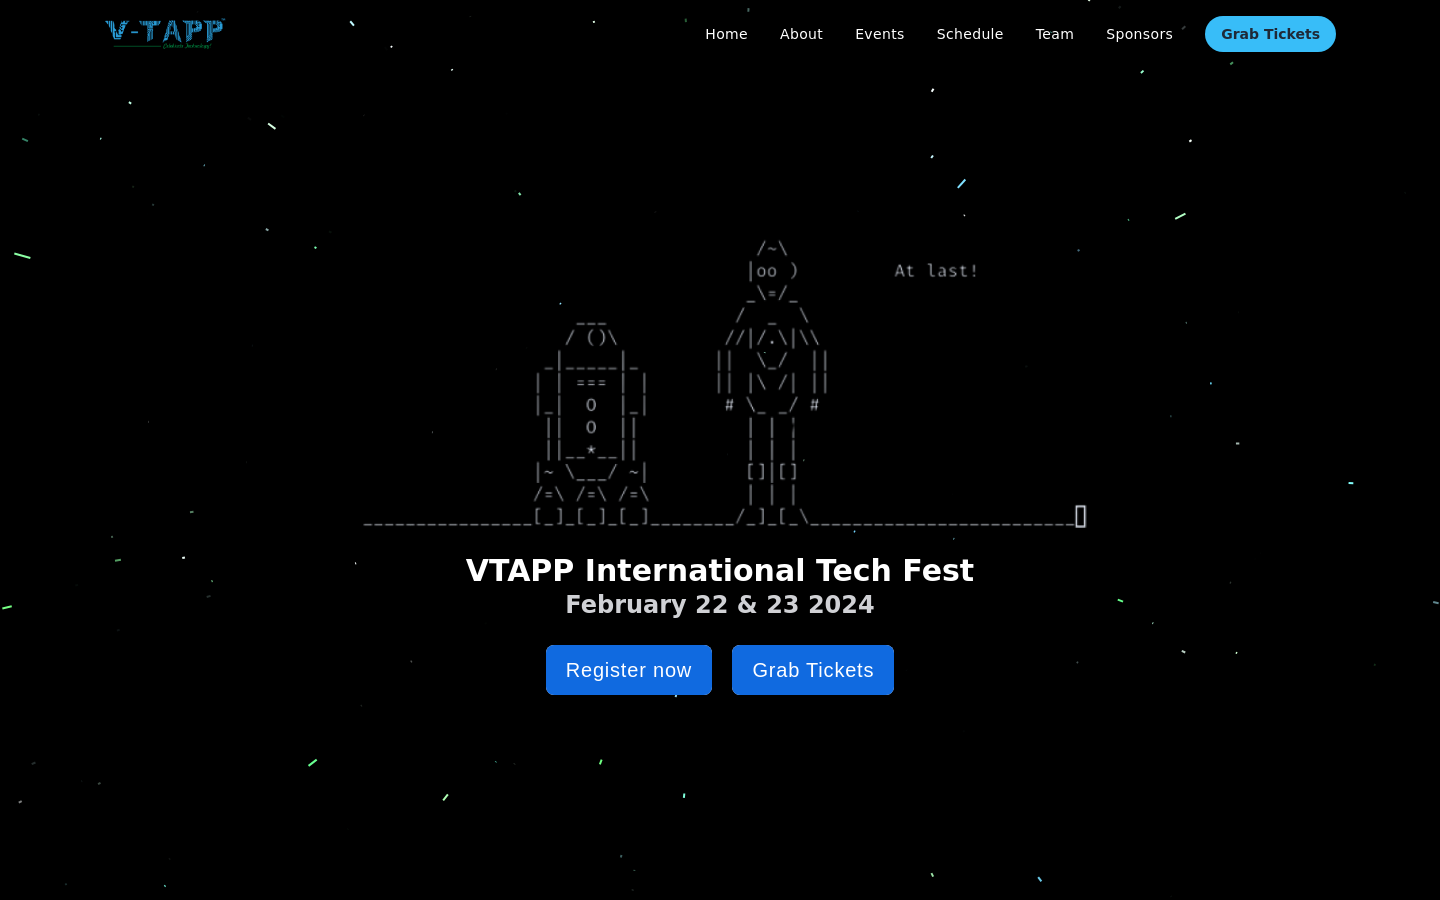 V-TAPP
Home
About
Events
Schedule
Team
Sponsors
Grab Tickets
At last!
VTAPP International Tech Fest
February 22 & 23 2024
Register now
Grab Tickets